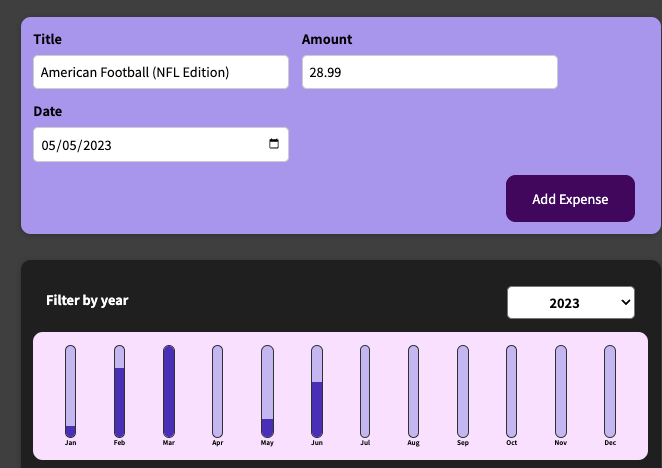 Title Amount
American Football (NFL Edition) 28.99
Date
05/05/2023
Add Expense
Filter by year 2023
Jan Feb Mar Apr May Jun Jul Aug Sep Oct Nov Dec